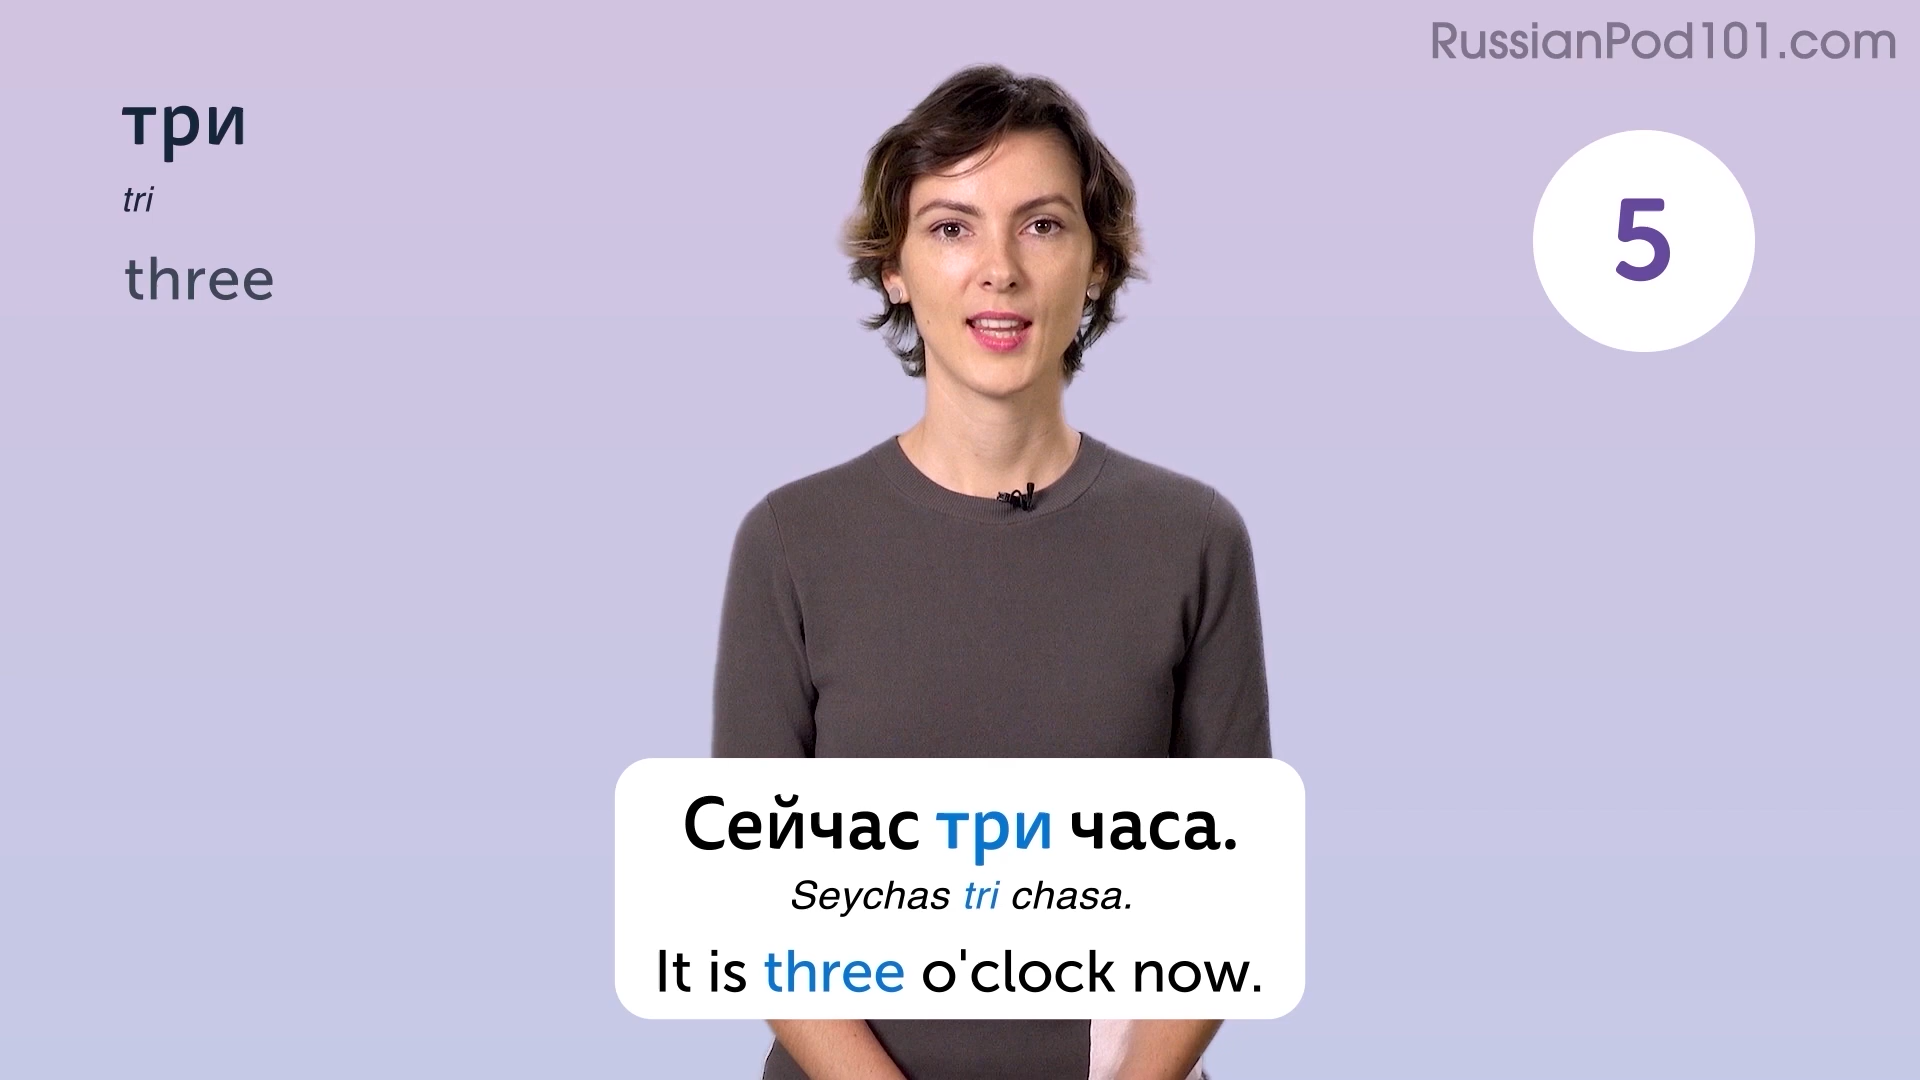 RussianPod101.com
три
tri
three
5
Сейчас три часа.
Seychas tri chasa.
It is three o'clock now.